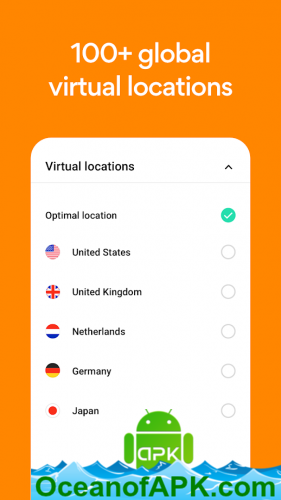 100+ global
virtual locations
Virtual locations
Optimal location
United States
United Kingdom
Netherlands
Germany
Japan
APK
OceanofAPK.com